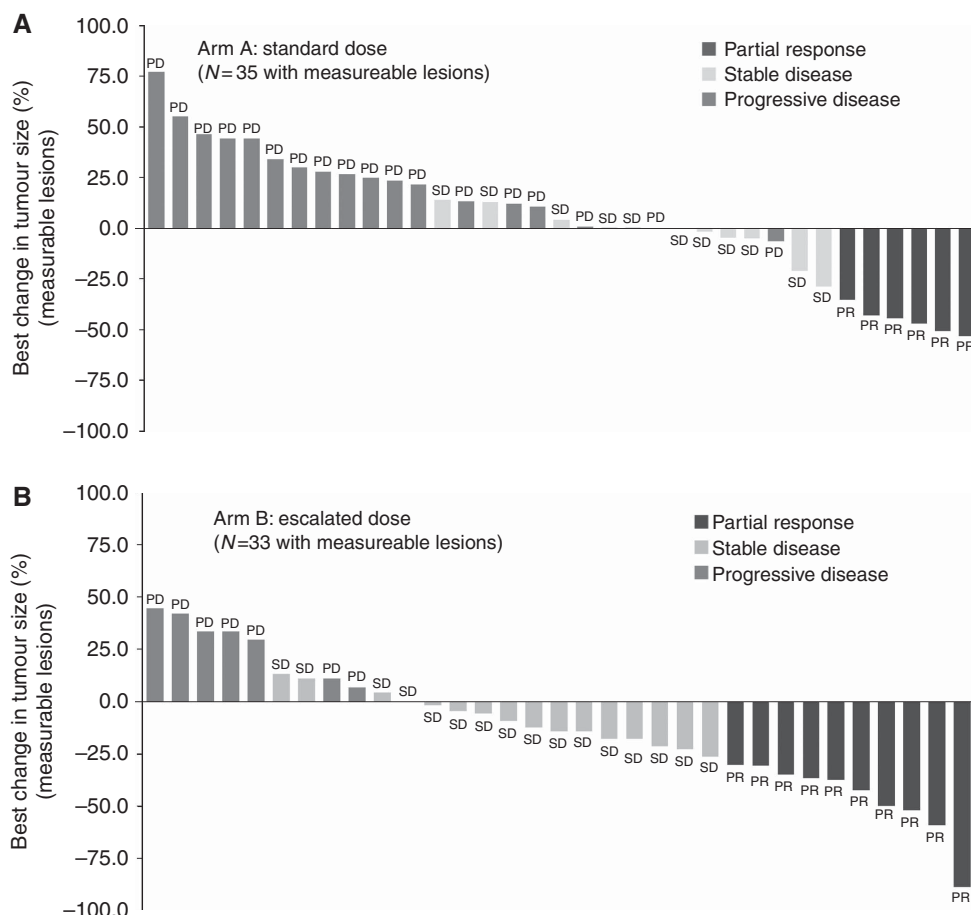 A
100.0
75.0
50.0
25.0
0.0
−25.0
−50.0
−75.0
−100.0
Best change in tumour size (%)
(measurable lesions)
Arm A: standard dose
(N=35 with measureable lesions)
Partial response
Stable disease
Progressive disease
PD PD PD PD PD PD PD PD PD PD PD PD SD PD SD PD PD SD PD SD SD PD
SD SD SD SD PD SD SD PR PR PR PR PR PR
B
100.0
75.0
50.0
25.0
0.0
−25.0
−50.0
−75.0
−100.0
Best change in tumour size (%)
(measurable lesions)
Arm B: escalated dose
(N=33 with measureable lesions)
Partial response
Stable disease
Progressive disease
PD PD PD PD PD SD SD PD PD SD SD
SD SD SD SD SD SD SD SD SD SD SD SD PR PR PR PR PR PR PR PR PR PR